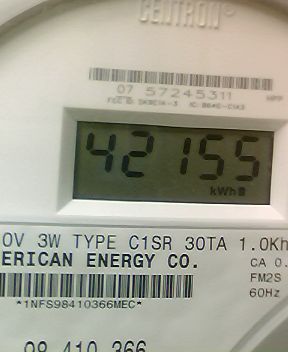 CENTRON®
07 57245311
42155
kWh
0V 3W TYPE C1SR 30TA 1.0Kh
ERICAN ENERGY CO.
CA 0.
*1NFS98410366MEC*
FM2S
60Hz
98 410 366